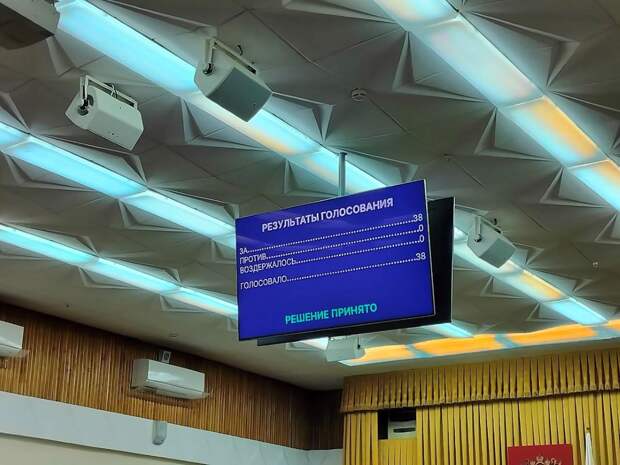 РЕЗУЛЬТАТЫ ГОЛОСОВАНИЯ
ЗА..............................................38
ПРОТИВ..........................................0
ВОЗДЕРЖАЛОСЬ...............................0
ГОЛОСОВАЛО..................................38
РЕШЕНИЕ ПРИНЯТО